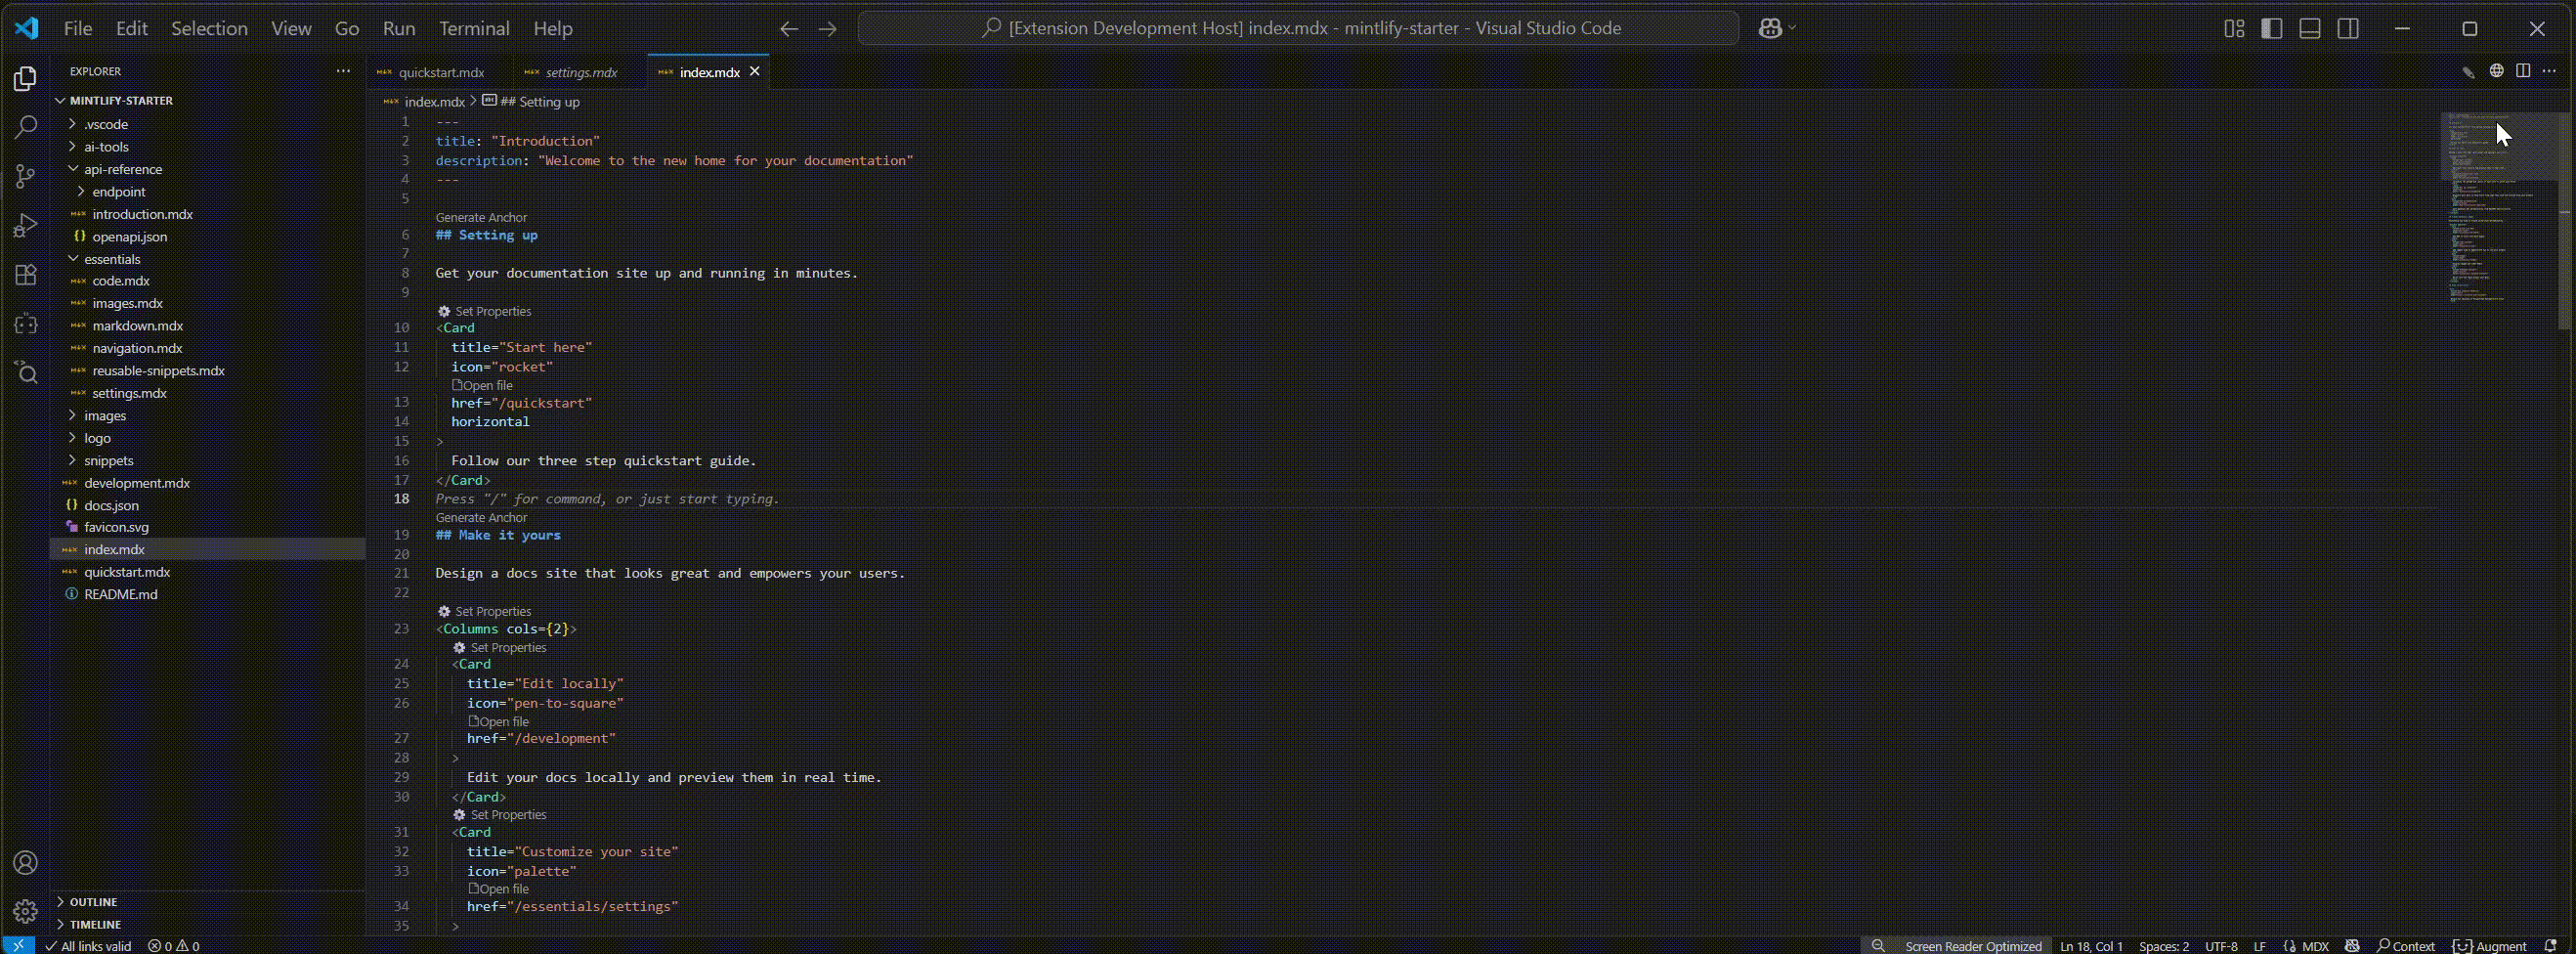 File Edit Selection View Go Run Terminal Help
[Extension Development Host] index.mdx - mintlify-starter - Visual Studio Code
EXPLORER
MINTLIFY-STARTER
.vscode
ai-tools
api-reference
endpoint
introduction.mdx
openapi.json
essentials
code.mdx
images.mdx
markdown.mdx
navigation.mdx
reusable-snippets.mdx
settings.mdx
images
logo
snippets
development.mdx
docs.json
favicon.svg
index.mdx
quickstart.mdx
README.md
OUTLINE
TIMELINE
quickstart.mdx settings.mdx index.mdx
index.mdx > ## Setting up
1 ---
2 title: "Introduction"
3 description: "Welcome to the new home for your documentation"
4 ---
5
Generate Anchor
6 ## Setting up
7
8 Get your documentation site up and running in minutes.
9
Set Properties
10 <Card
11 title="Start here"
12 icon="rocket"
Open file
13 href="/quickstart"
14 horizontal
15 >
16 Follow our three step quickstart guide.
17 </Card>
18 Press "/" for command, or just start typing.
Generate Anchor
19 ## Make it yours
20
21 Design a docs site that looks great and empowers your users.
22
Set Properties
23 <Columns cols={2}>
Set Properties
24 <Card
25 title="Edit locally"
26 icon="pen-to-square"
Open file
27 href="/development"
28 >
29 Edit your docs locally and preview them in real time.
30 </Card>
Set Properties
31 <Card
32 title="Customize your site"
33 icon="palette"
Open file
34 href="/essentials/settings"
35 >
All links valid 0 0
Screen Reader Optimized Ln 18, Col 1 Spaces: 2 UTF-8 LF MDX Context Augment